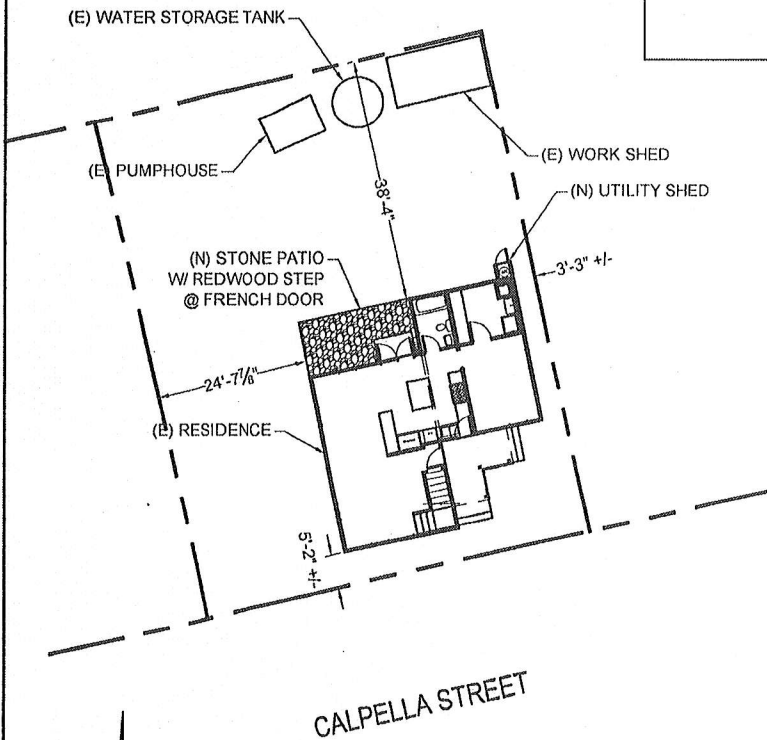 (E) WATER STORAGE TANK
(E) PUMPHOUSE
(E) WORK SHED
(N) UTILITY SHED
38'-4"
3'-3" +/-
(N) STONE PATIO
W/ REDWOOD STEP
@ FRENCH DOOR
24'-7⅞"
(E) RESIDENCE
5'-2" +/-
CALPELLA STREET